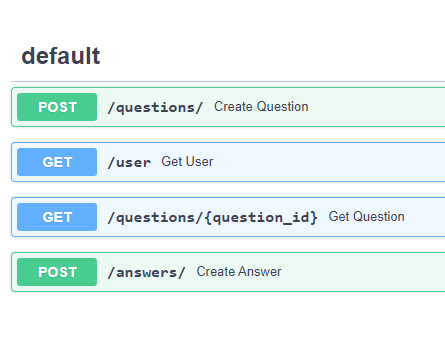 default
POST /questions/ Create Question
GET /user Get User
GET /questions/{question_id} Get Question
POST /answers/ Create Answer